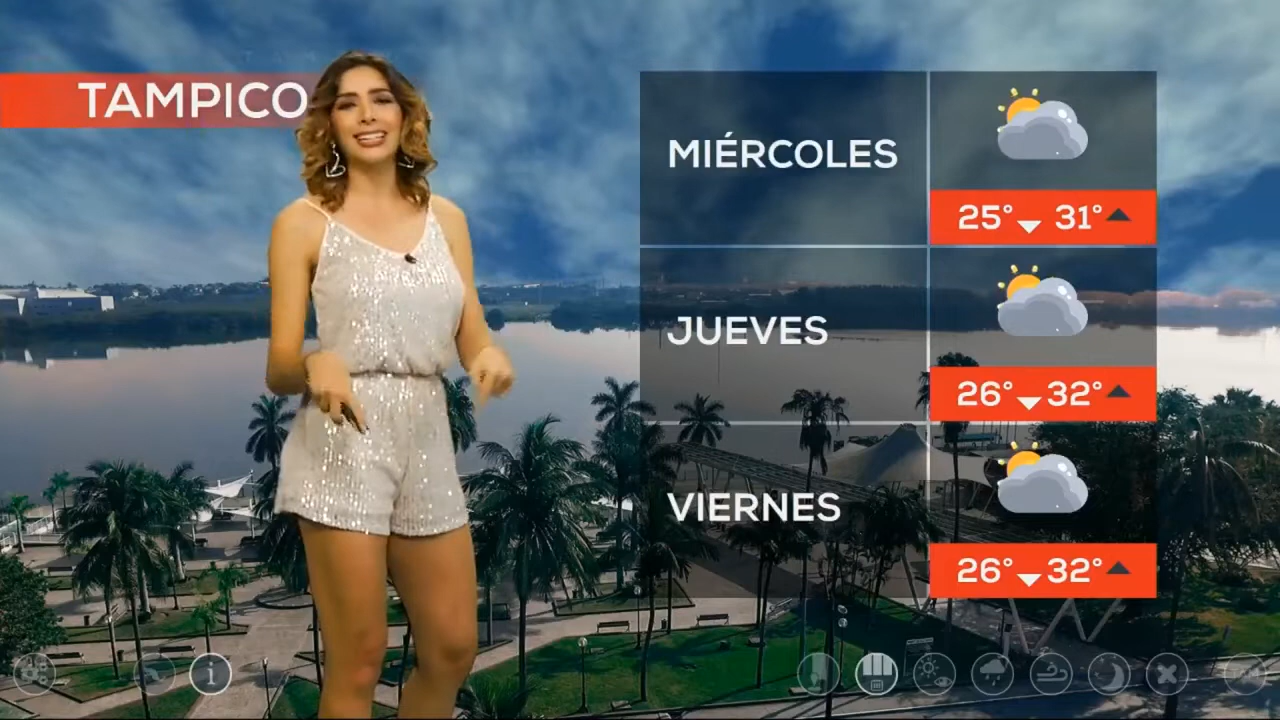 TAMPICO
MIÉRCOLES
25° 31°
JUEVES
26° 32°
VIERNES
26° 32°
i